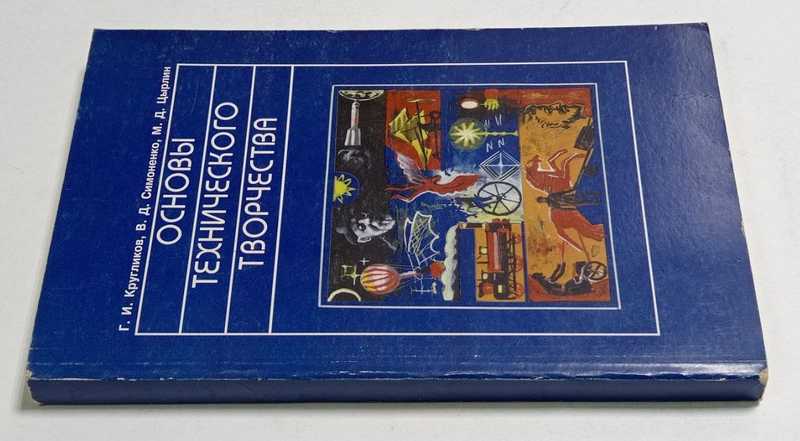 Г. И. Кругликов, В. Д. Симоненко, М. Д. Цырлин
ОСНОВЫ
ТЕХНИЧЕСКОГО
ТВОРЧЕСТВА